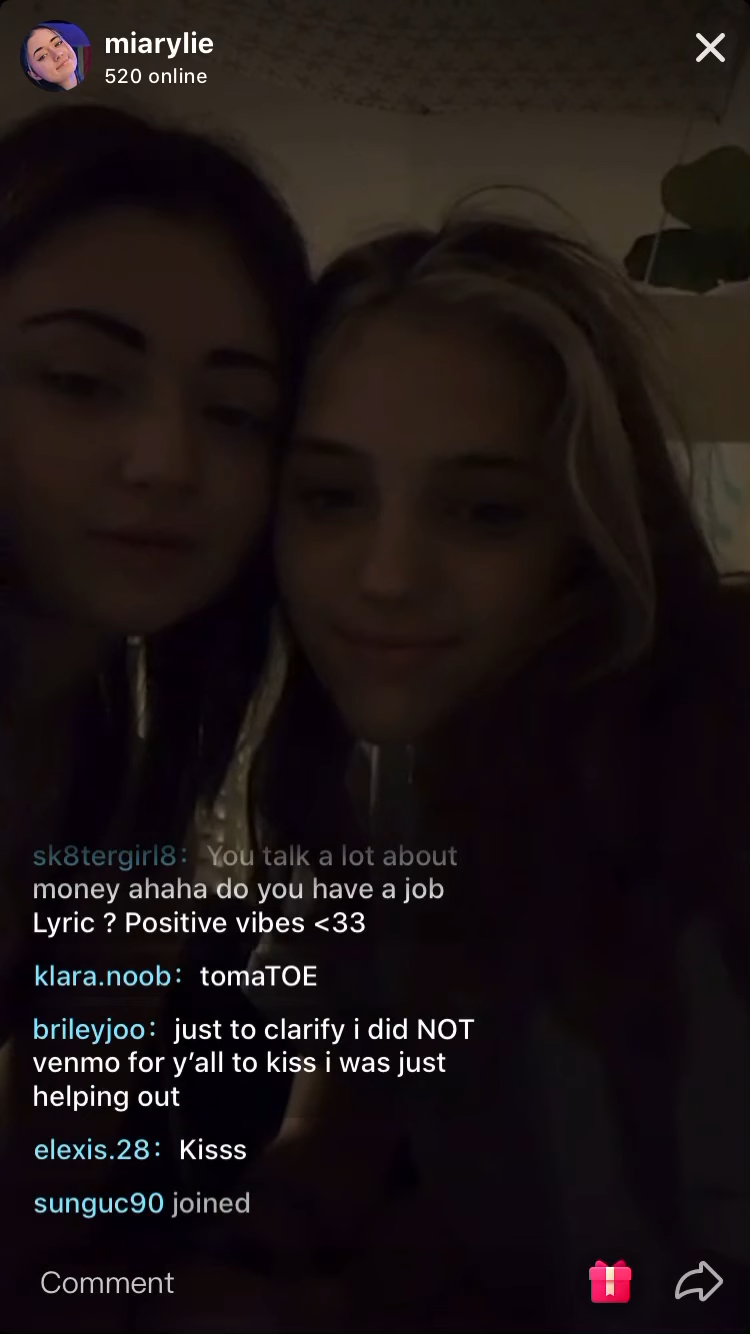 miarylie
520 online
sk8tergirl8: You talk a lot about
money ahaha do you have a job
Lyric ? Positive vibes <33
klara.noob: tomaTOE
brileyjoo: just to clarify i did NOT
venmo for y’all to kiss i was just
helping out
elexis.28: Kisss
sunguc90 joined
Comment